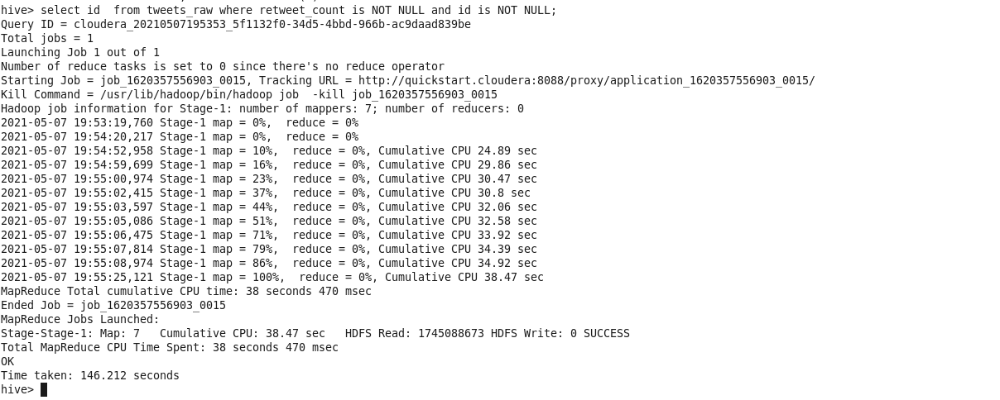 hive> select id  from tweets_raw where retweet_count is NOT NULL and id is NOT NULL;
Query ID = cloudera_20210507195353_5f1132f0-34d5-4bbd-966b-ac9daad839be
Total jobs = 1
Launching Job 1 out of 1
Number of reduce tasks is set to 0 since there's no reduce operator
Starting Job = job_1620357556903_0015, Tracking URL = http://quickstart.cloudera:8088/proxy/application_1620357556903_0015/
Kill Command = /usr/lib/hadoop/bin/hadoop job  -kill job_1620357556903_0015
Hadoop job information for Stage-1: number of mappers: 7; number of reducers: 0
2021-05-07 19:53:19,760 Stage-1 map = 0%,  reduce = 0%
2021-05-07 19:54:20,217 Stage-1 map = 0%,  reduce = 0%
2021-05-07 19:54:52,958 Stage-1 map = 10%,  reduce = 0%, Cumulative CPU 24.89 sec
2021-05-07 19:54:59,699 Stage-1 map = 16%,  reduce = 0%, Cumulative CPU 29.86 sec
2021-05-07 19:55:00,974 Stage-1 map = 23%,  reduce = 0%, Cumulative CPU 30.47 sec
2021-05-07 19:55:02,415 Stage-1 map = 37%,  reduce = 0%, Cumulative CPU 30.8 sec
2021-05-07 19:55:03,597 Stage-1 map = 44%,  reduce = 0%, Cumulative CPU 32.06 sec
2021-05-07 19:55:05,086 Stage-1 map = 51%,  reduce = 0%, Cumulative CPU 32.58 sec
2021-05-07 19:55:06,475 Stage-1 map = 71%,  reduce = 0%, Cumulative CPU 33.92 sec
2021-05-07 19:55:07,814 Stage-1 map = 79%,  reduce = 0%, Cumulative CPU 34.39 sec
2021-05-07 19:55:08,974 Stage-1 map = 86%,  reduce = 0%, Cumulative CPU 34.92 sec
2021-05-07 19:55:25,121 Stage-1 map = 100%,  reduce = 0%, Cumulative CPU 38.47 sec
MapReduce Total cumulative CPU time: 38 seconds 470 msec
Ended Job = job_1620357556903_0015
MapReduce Jobs Launched:
Stage-Stage-1: Map: 7   Cumulative CPU: 38.47 sec   HDFS Read: 1745088673 HDFS Write: 0 SUCCESS
Total MapReduce CPU Time Spent: 38 seconds 470 msec
OK
Time taken: 146.212 seconds
hive>